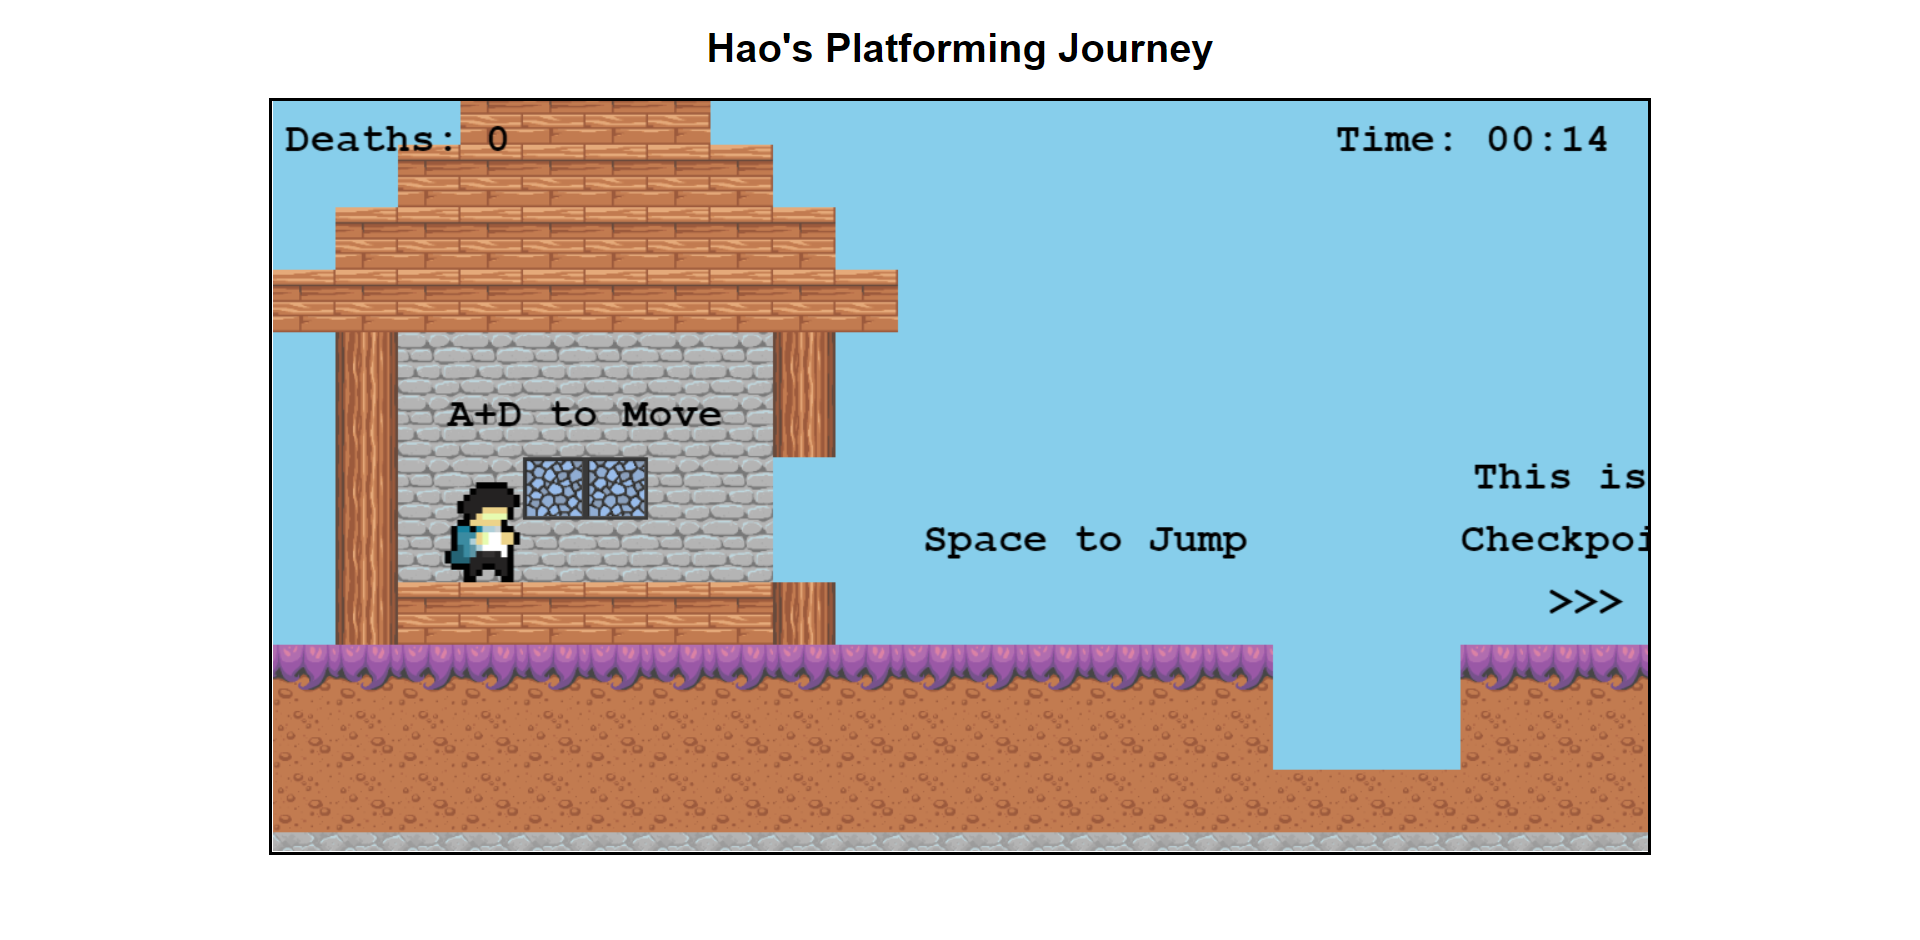 Hao's Platforming Journey
Deaths: 0
Time: 00:14
A+D to Move
Space to Jump
This is
>>>